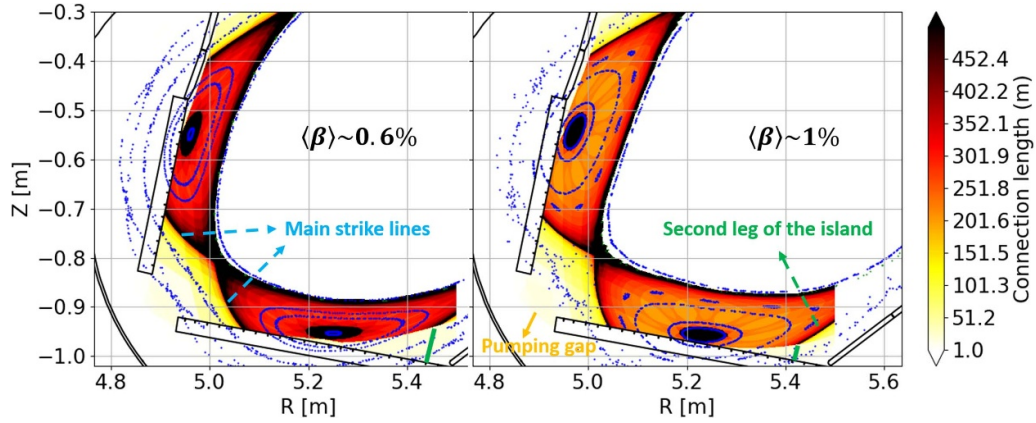 −0.3
−0.4
−0.5
−0.6
−0.7
−0.8
−0.9
−1.0
Z [m]
⟨β⟩~0.6%
Main strike lines
5.0
5.2
5.4
R [m]
⟨β⟩~1%
Second leg of the island
Pumping gap
4.8
5.0
5.2
5.4
5.6
R [m]
452.4
402.2
352.1
301.9
251.8
201.6
151.5
101.3
51.2
1.0
Connection length (m)